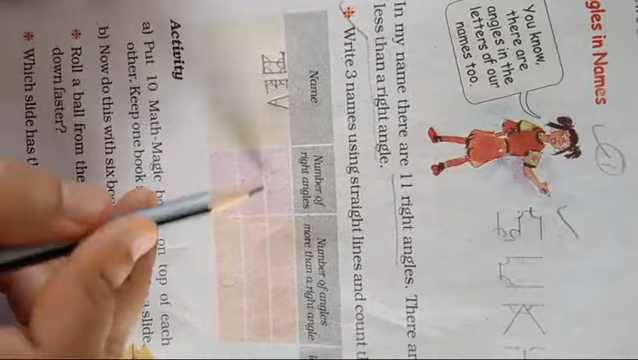 gles in Names
You know,
there are
angles in the
letters of our
names too.
In my name there are 11 right angles. There ar
less than a right angle.
* Write 3 names using straight lines and count t
Name
Number of
right angles
Number of angles
more than a right angle
Activity
a) Put 10 Math-Magic bo on top of each
other. Keep one book slide.
b) Now do this with six boo
* Roll a ball from the
down faster?
* Which slide has t